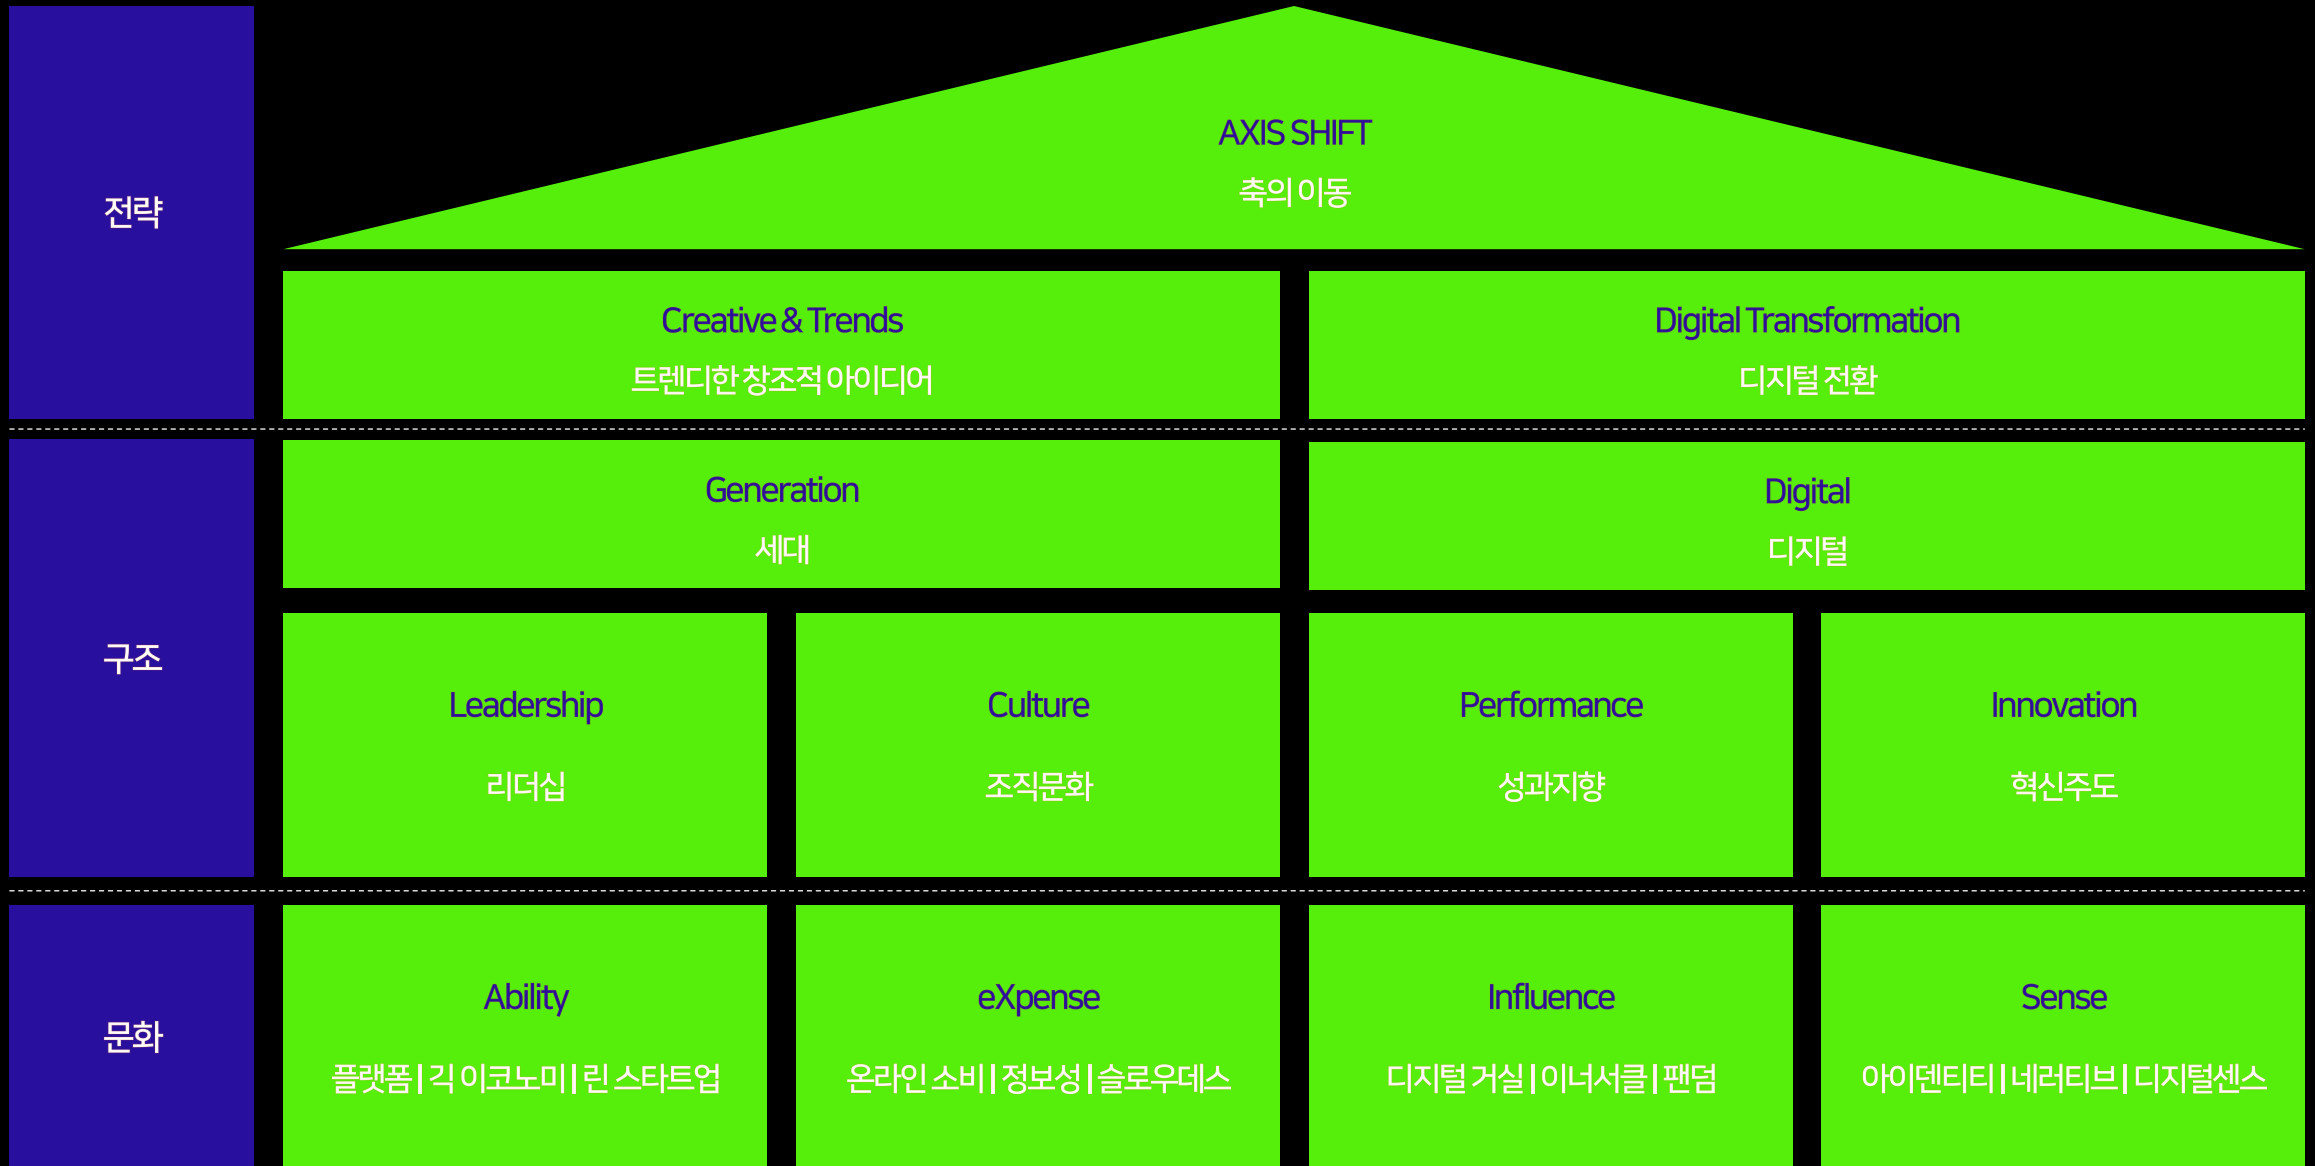 전략
AXIS SHIFT
축의 이동
Creative & Trends
트렌디한 창조적 아이디어
Digital Transformation
디지털 전환
구조
Generation
세대
Digital
디지털
Leadership
리더십
Culture
조직문화
Performance
성과지향
Innovation
혁신주도
문화
Ability
플랫폼 | 긱 이코노미 | 린 스타트업
eXpense
온라인 소비 | 정보성 | 슬로우데스
Influence
디지털 거실 | 이너서클 | 팬덤
Sense
아이덴티티 | 네러티브 | 디지털센스